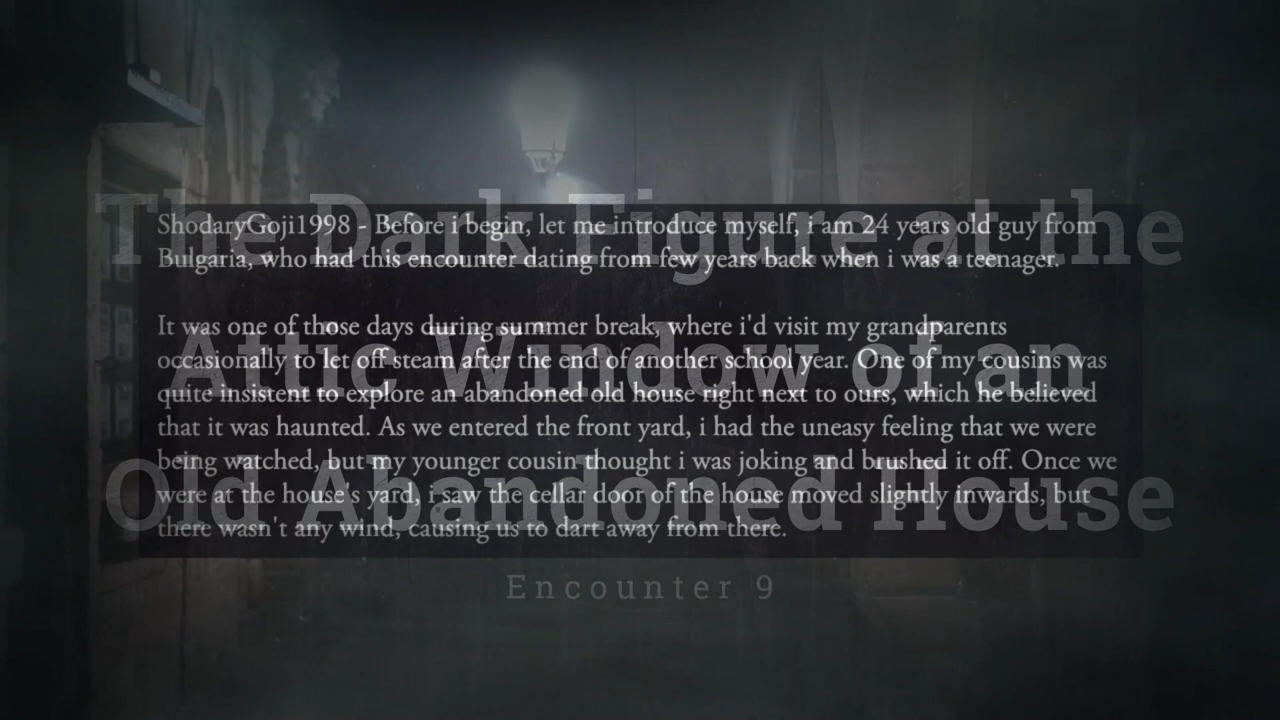 The Dark Figure at the
Attic Window of an
Old Abandoned House
Encounter 9
ShodaryGoji1998 - Before i begin, let me introduce myself, i am 24 years old guy from
Bulgaria, who had this encounter dating from few years back when i was a teenager.
It was one of those days during summer break, where i'd visit my grandparents
occasionally to let off steam after the end of another school year. One of my cousins was
quite insistent to explore an abandoned old house right next to ours, which he believed
that it was haunted. As we entered the front yard, i had the uneasy feeling that we were
being watched, but my younger cousin thought i was joking and brushed it off. Once we
were at the house's yard, i saw the cellar door of the house moved slightly inwards, but
there wasn't any wind, causing us to dart away from there.